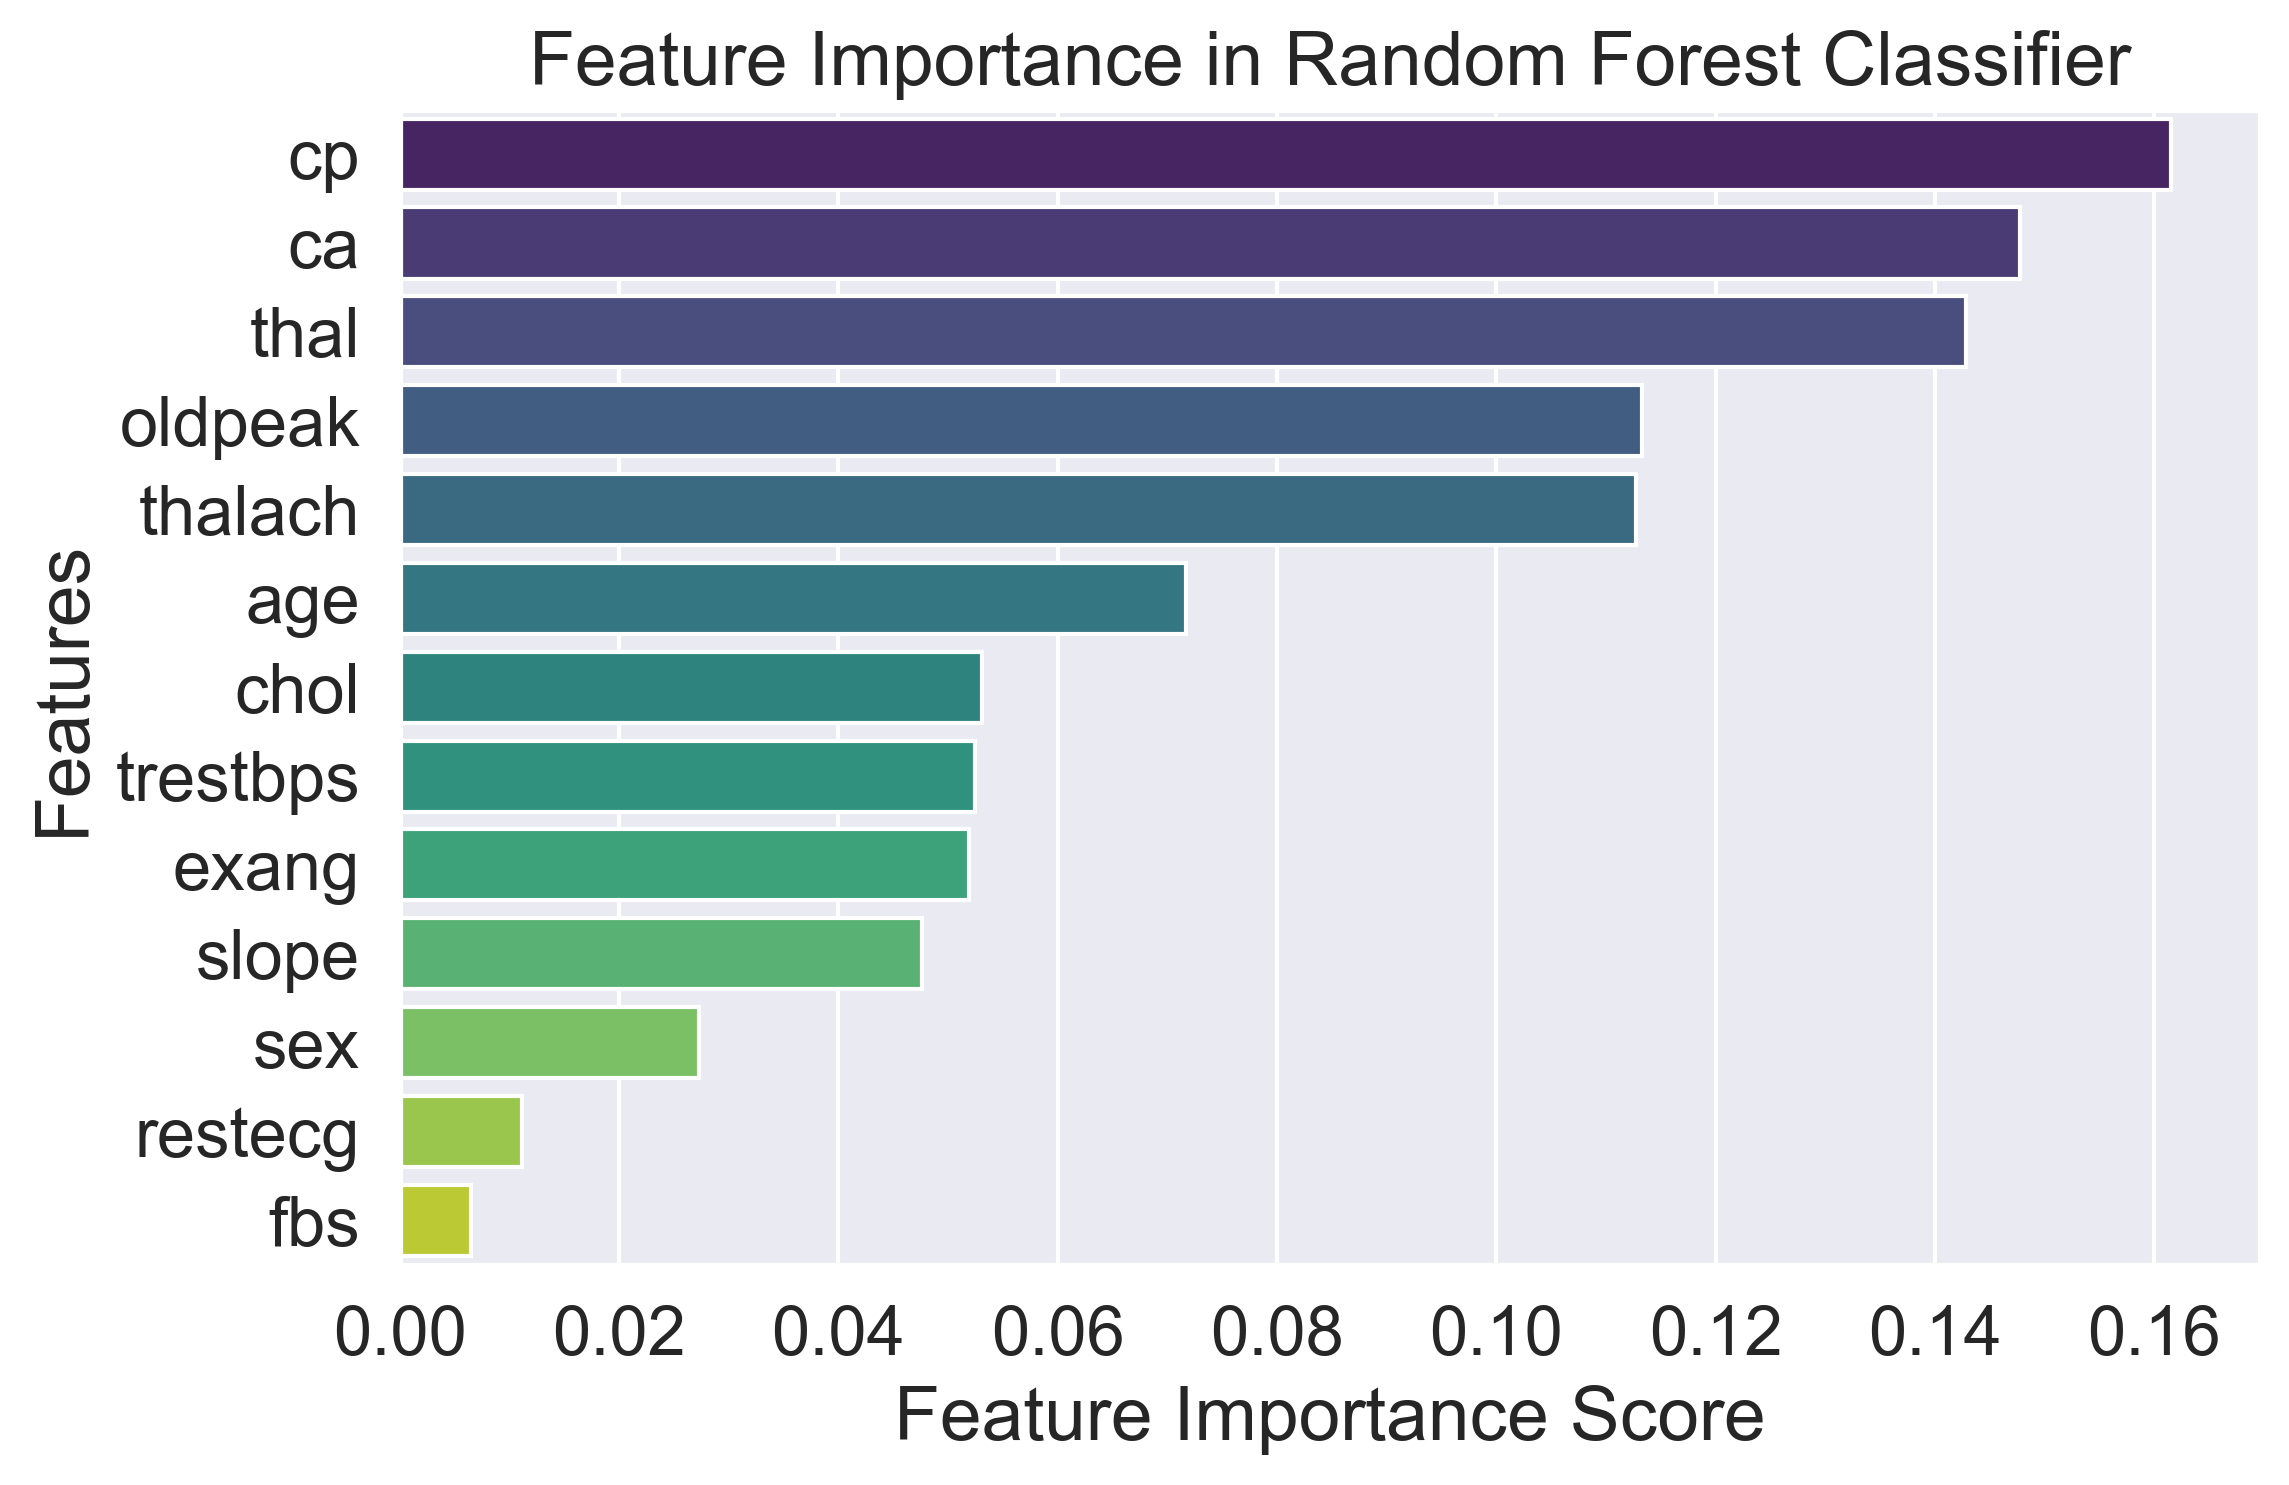 Feature Importance in Random Forest Classifier
cp
ca
thal
oldpeak
thalach
age
chol
trestbps
exang
slope
sex
restecg
fbs
Features
0.00 0.02 0.04 0.06 0.08 0.10 0.12 0.14 0.16
Feature Importance Score